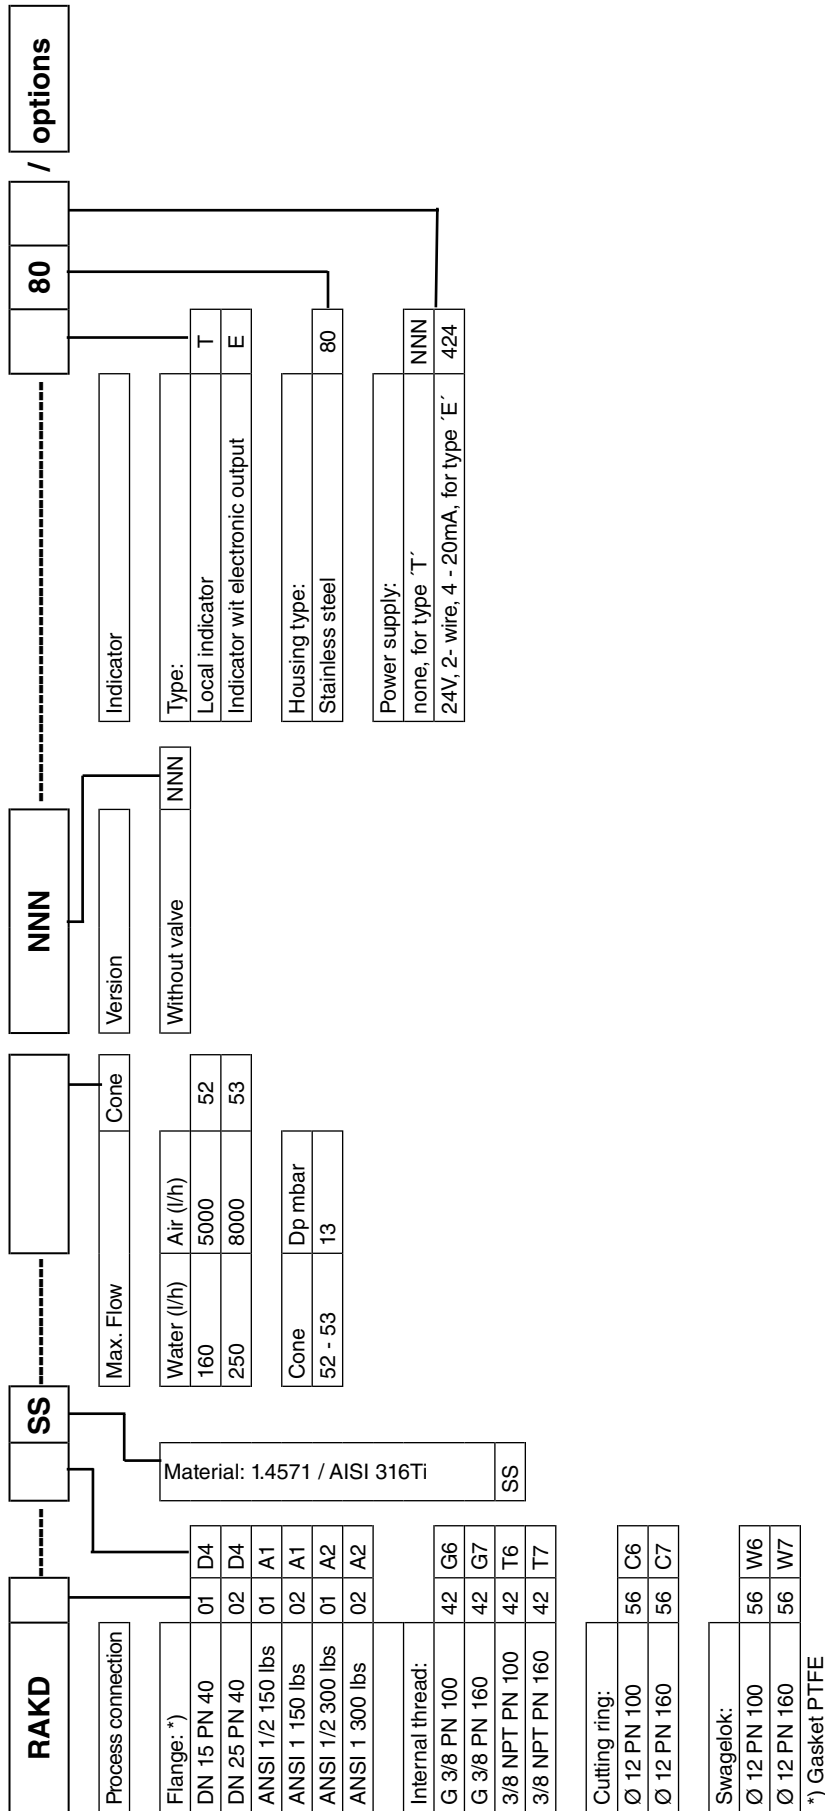 RAKD SS NNN 80 / options
Process connection
Flange: *)
DN 15 PN 40 01 D4
DN 25 PN 40 02 D4
ANSI 1/2 150 lbs 01 A1
ANSI 1 150 lbs 02 A1
ANSI 1/2 300 lbs 01 A2
ANSI 1 300 lbs 02 A2
Internal thread:
G 3/8 PN 100 42 G6
G 3/8 PN 160 42 G7
3/8 NPT PN 100 42 T6
3/8 NPT PN 160 42 T7
Cutting ring:
Ø 12 PN 100 56 C6
Ø 12 PN 160 56 C7
Swagelok:
Ø 12 PN 100 56 W6
Ø 12 PN 160 56 W7
*) Gasket PTFE
Material: 1.4571 / AISI 316Ti SS
Max. Flow Cone
Water (l/h) Air (l/h)
160 5000 52
250 8000 53
Cone Dp mbar
52 - 53 13
Version
Without valve NNN
Indicator
Type:
Local indicator T
Indicator wit electronic output E
Housing type:
Stainless steel 80
Power supply:
none, for type ´T´ NNN
24V, 2- wire, 4 - 20mA, for type ´E´ 424